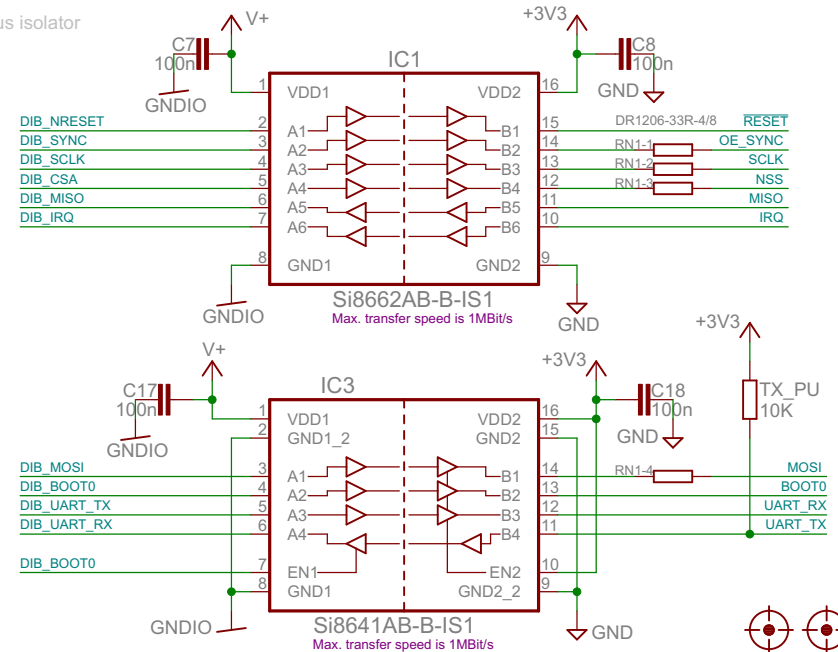 us isolator
V+
+3V3
C7
100n
IC1
C8
100n
GNDIO
GND
1
VDD1
VDD2
16
DIB_NRESET
2
A1
B1
15
DR1206-33R-4/8
RESET
DIB_SYNC
3
A2
B2
14
RN1-1
OE_SYNC
DIB_SCLK
4
A3
B3
13
RN1-2
SCLK
DIB_CSA
5
A4
B4
12
RN1-3
NSS
DIB_MISO
6
A5
B5
11
MISO
DIB_IRQ
7
A6
B6
10
IRQ
8
GND1
GND2
9
GNDIO
Si8662AB-B-IS1
Max. transfer speed is 1MBit/s
GND
+3V3
V+
+3V3
C17
100n
IC3
C18
100n
TX_PU
10K
GNDIO
GND
1
VDD1
VDD2
16
2
GND1_2
GND2
15
DIB_MOSI
3
A1
B1
14
RN1-4
MOSI
DIB_BOOT0
4
A2
B2
13
BOOT0
DIB_UART_TX
5
A3
B3
12
UART_RX
DIB_UART_RX
6
A4
B4
11
UART_TX
DIB_BOOT0
7
EN1
EN2
10
8
GND1
GND2_2
9
GNDIO
Si8641AB-B-IS1
Max. transfer speed is 1MBit/s
GND